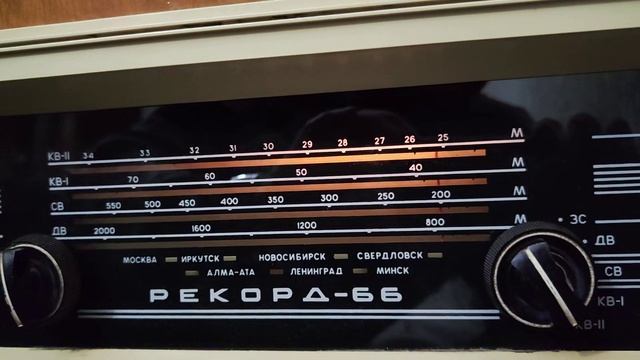 КВ-II 34 33 32 31 30 29 28 27 26 25 М
КВ-I 70 60 50 40 М
СВ 550 500 450 400 350 300 250 200 М
ДВ 2000 1600 1200 800 М
МОСКВА ИРКУТСК НОВОСИБИРСК СВЕРДЛОВСК
АЛМА-АТА ЛЕНИНГРАД МИНСК
РЕКОРД-66
ЗС
ДВ
СВ
КВ-I
КВ-II